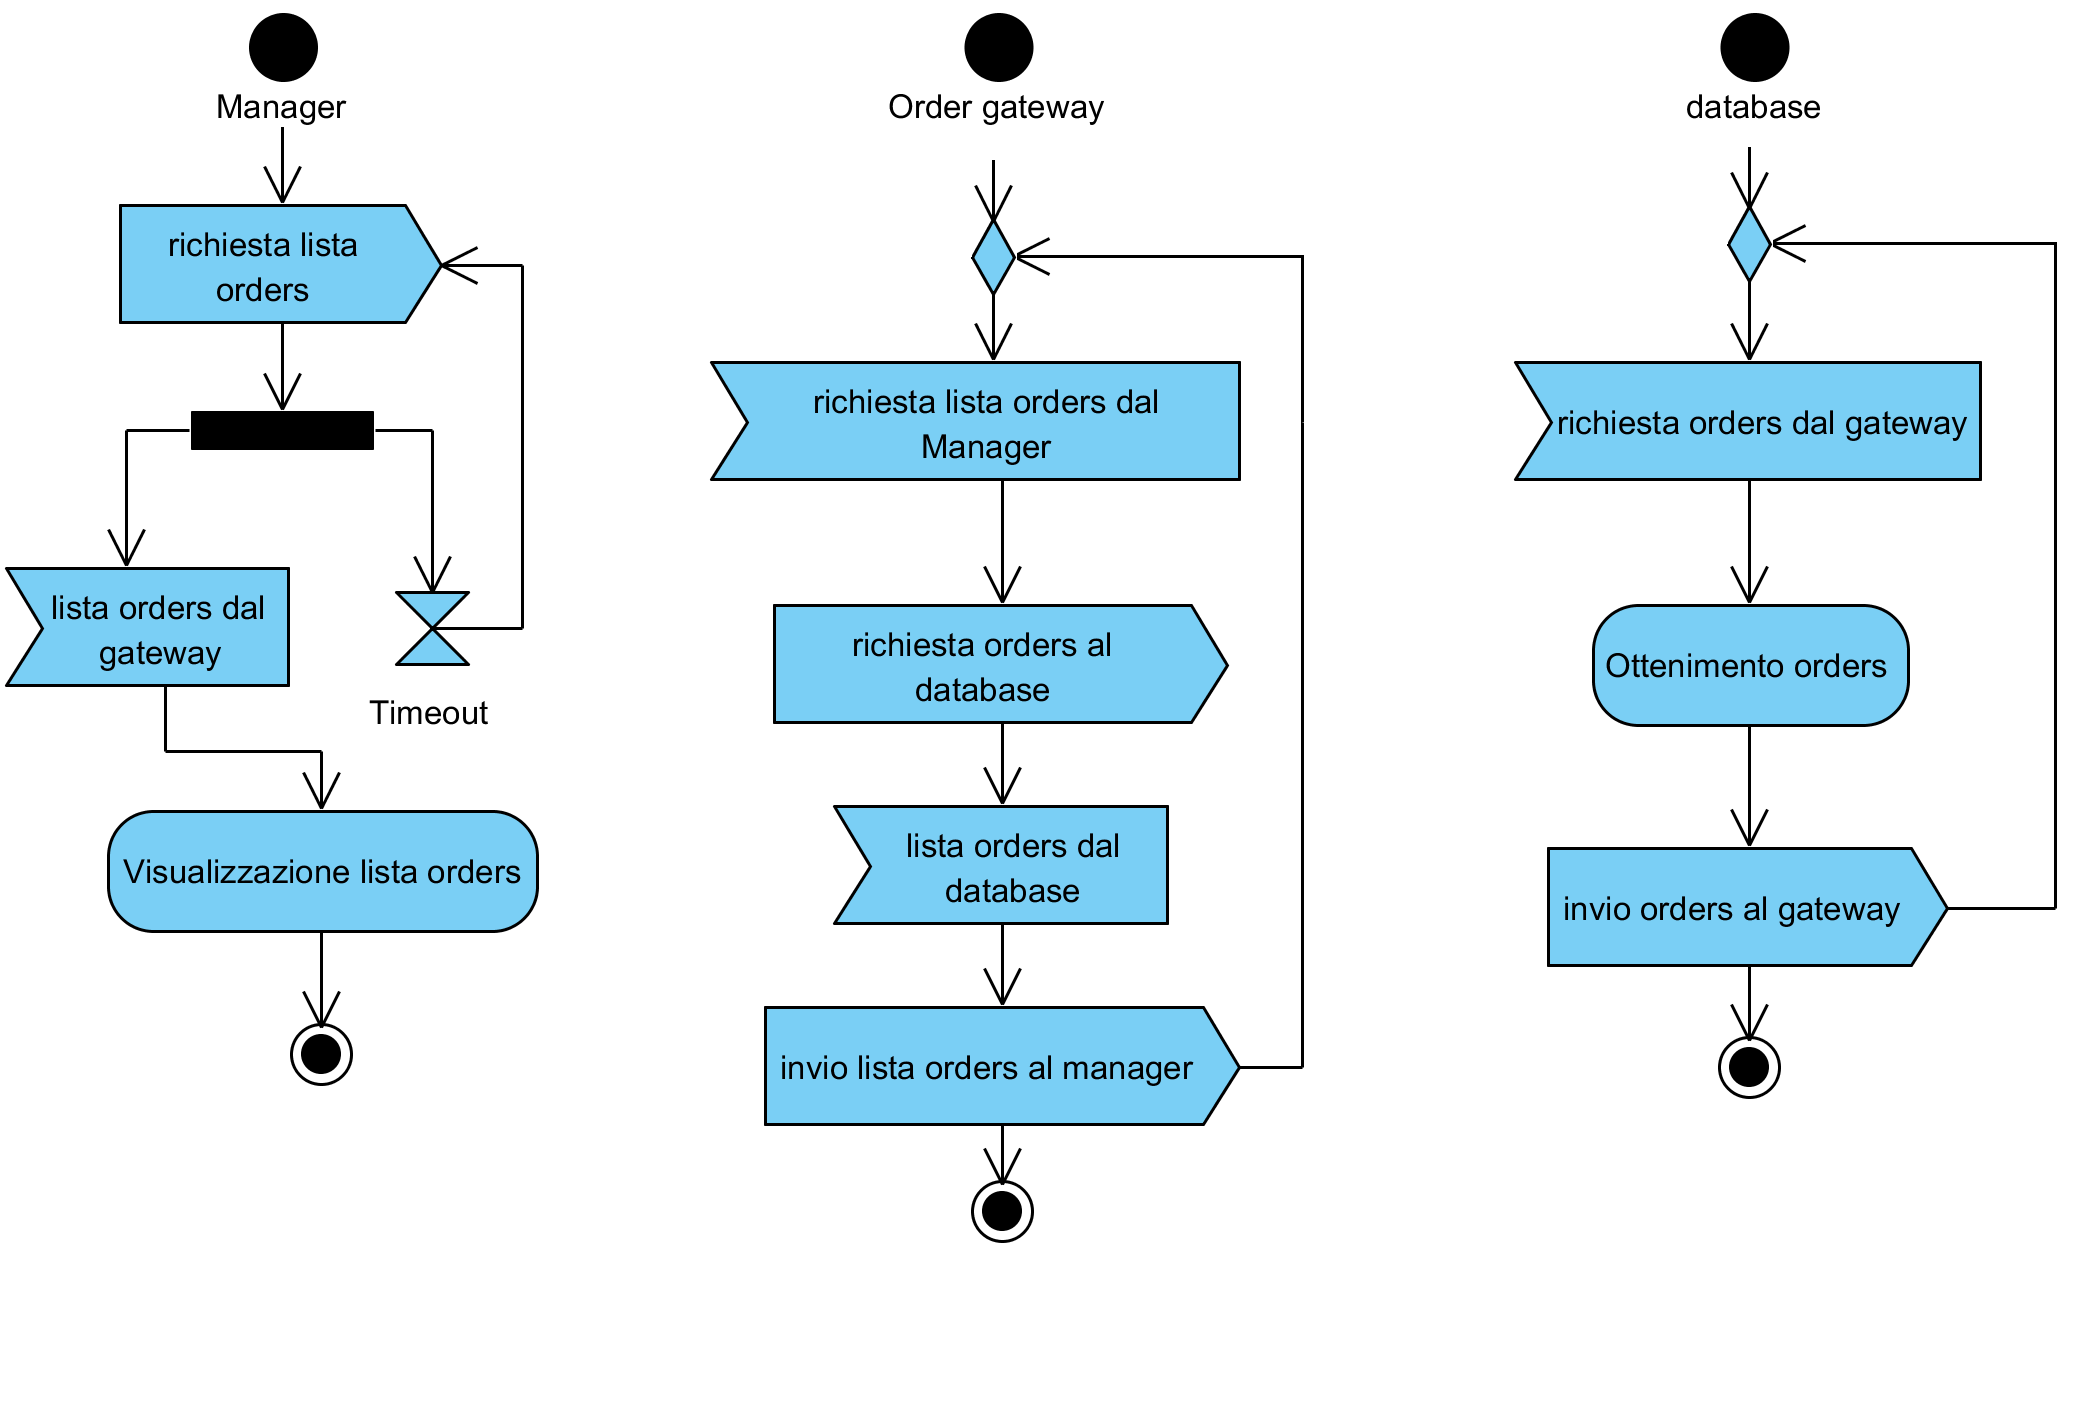 Manager
richiesta lista
orders
lista orders dal
gateway
Timeout
Visualizzazione lista orders
Order gateway
richiesta lista orders dal
Manager
richiesta orders al
database
lista orders dal
database
invio lista orders al manager
database
richiesta orders dal gateway
Ottenimento orders
invio orders al gateway